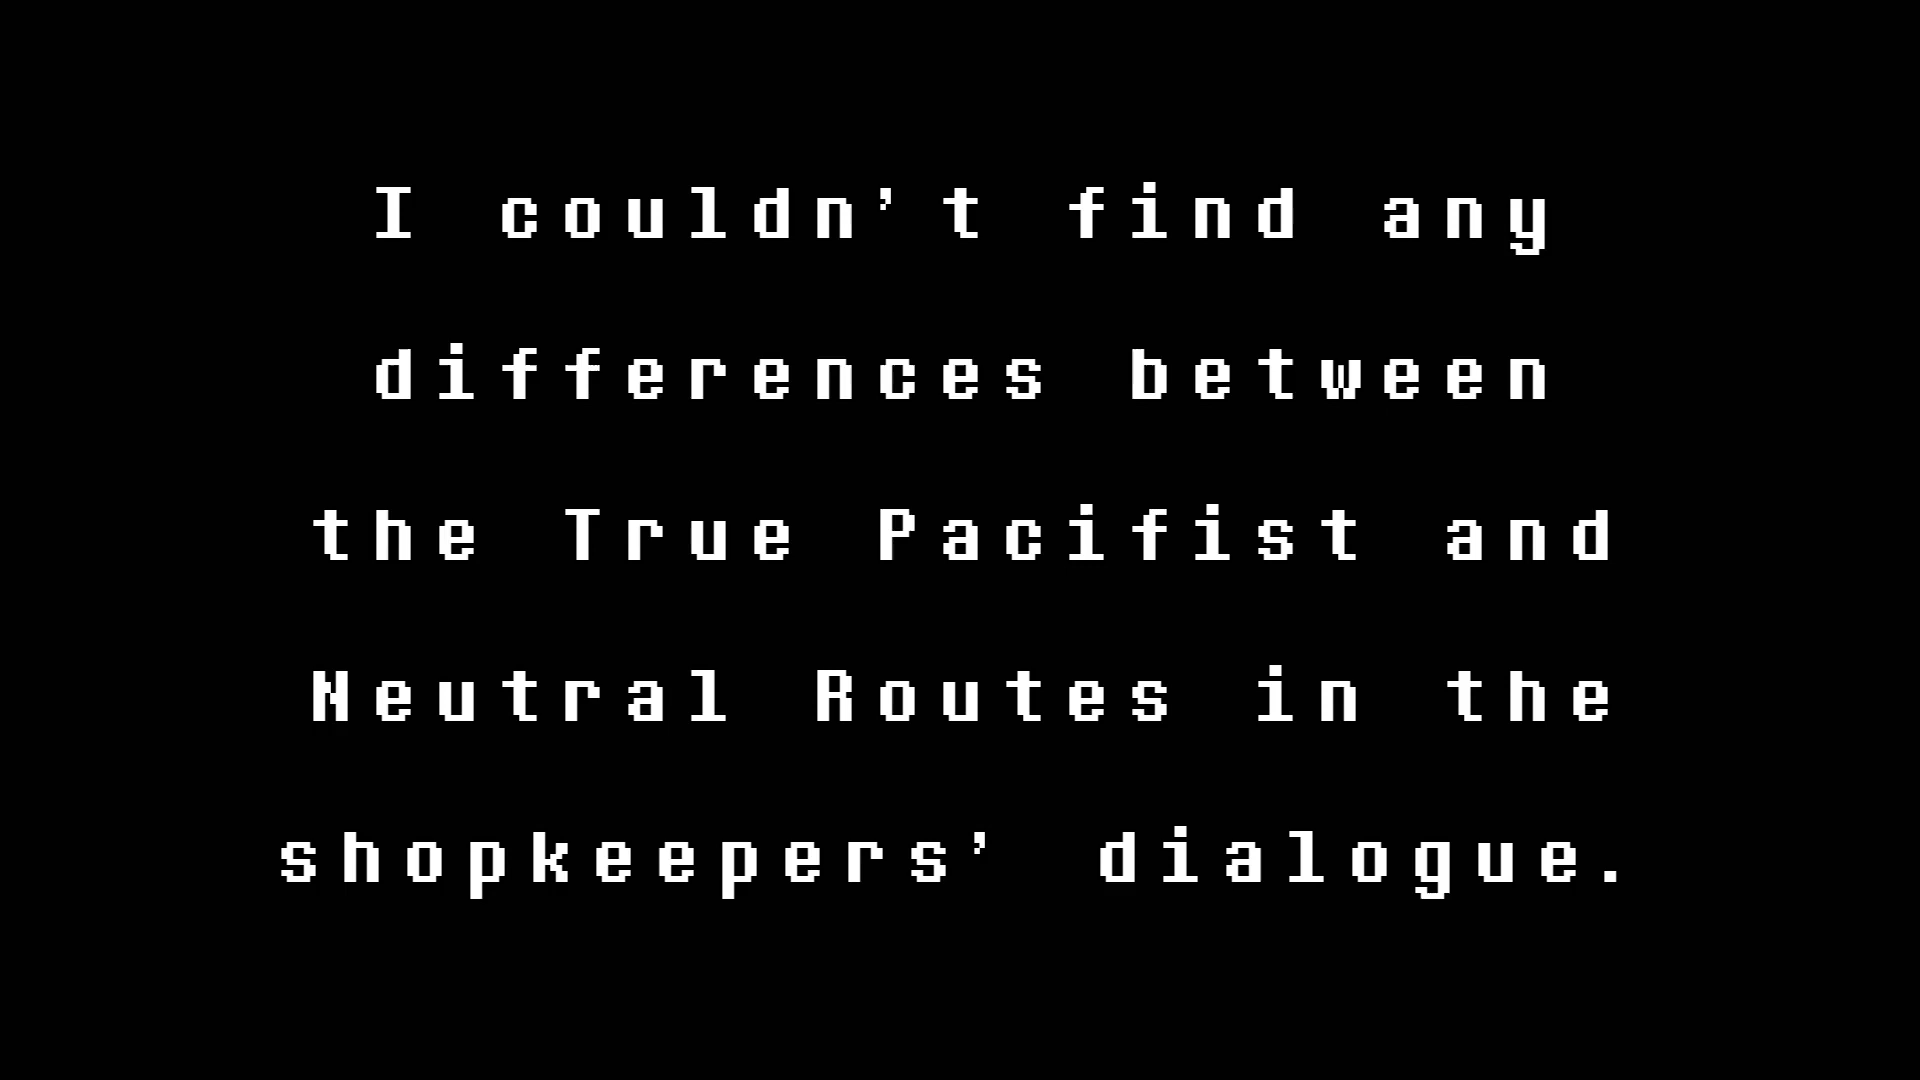 I couldn't find any
differences between
the True Pacifist and
Neutral Routes in the
shopkeepers' dialogue.